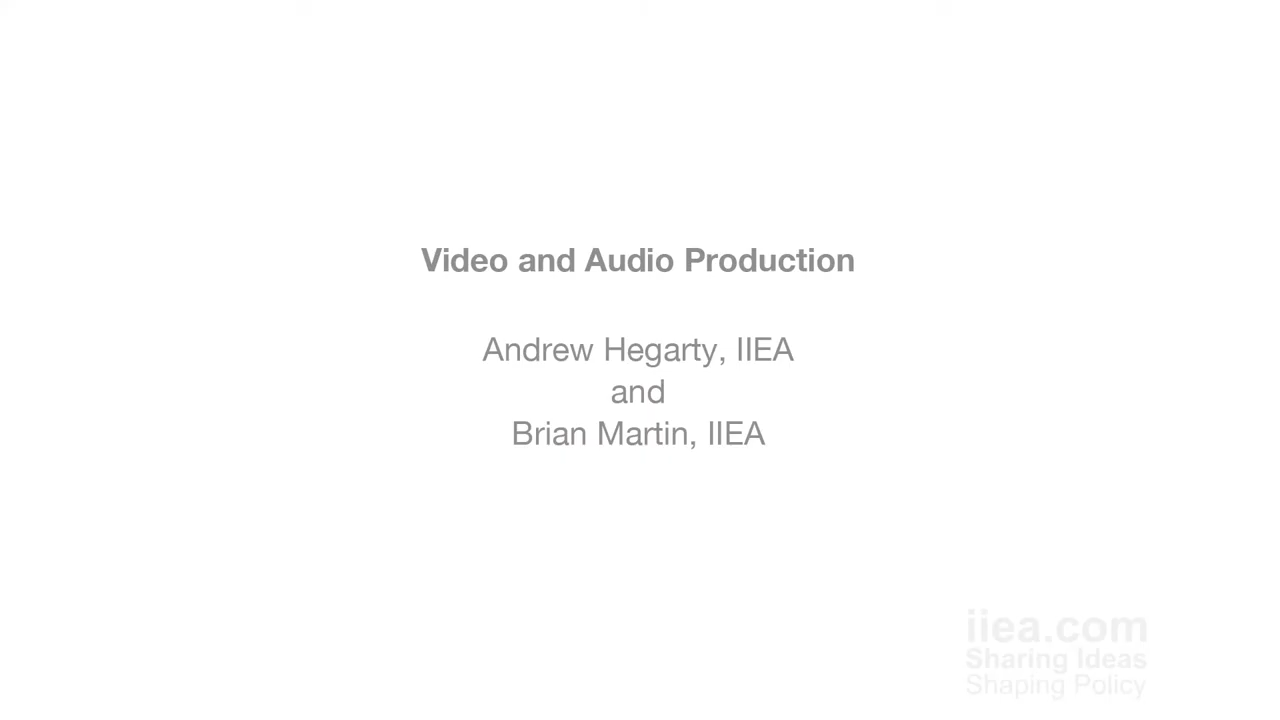 Video and Audio Production
Andrew Hegarty, IIEA
and
Brian Martin, IIEA
iiea.com
Sharing Ideas
Shaping Policy